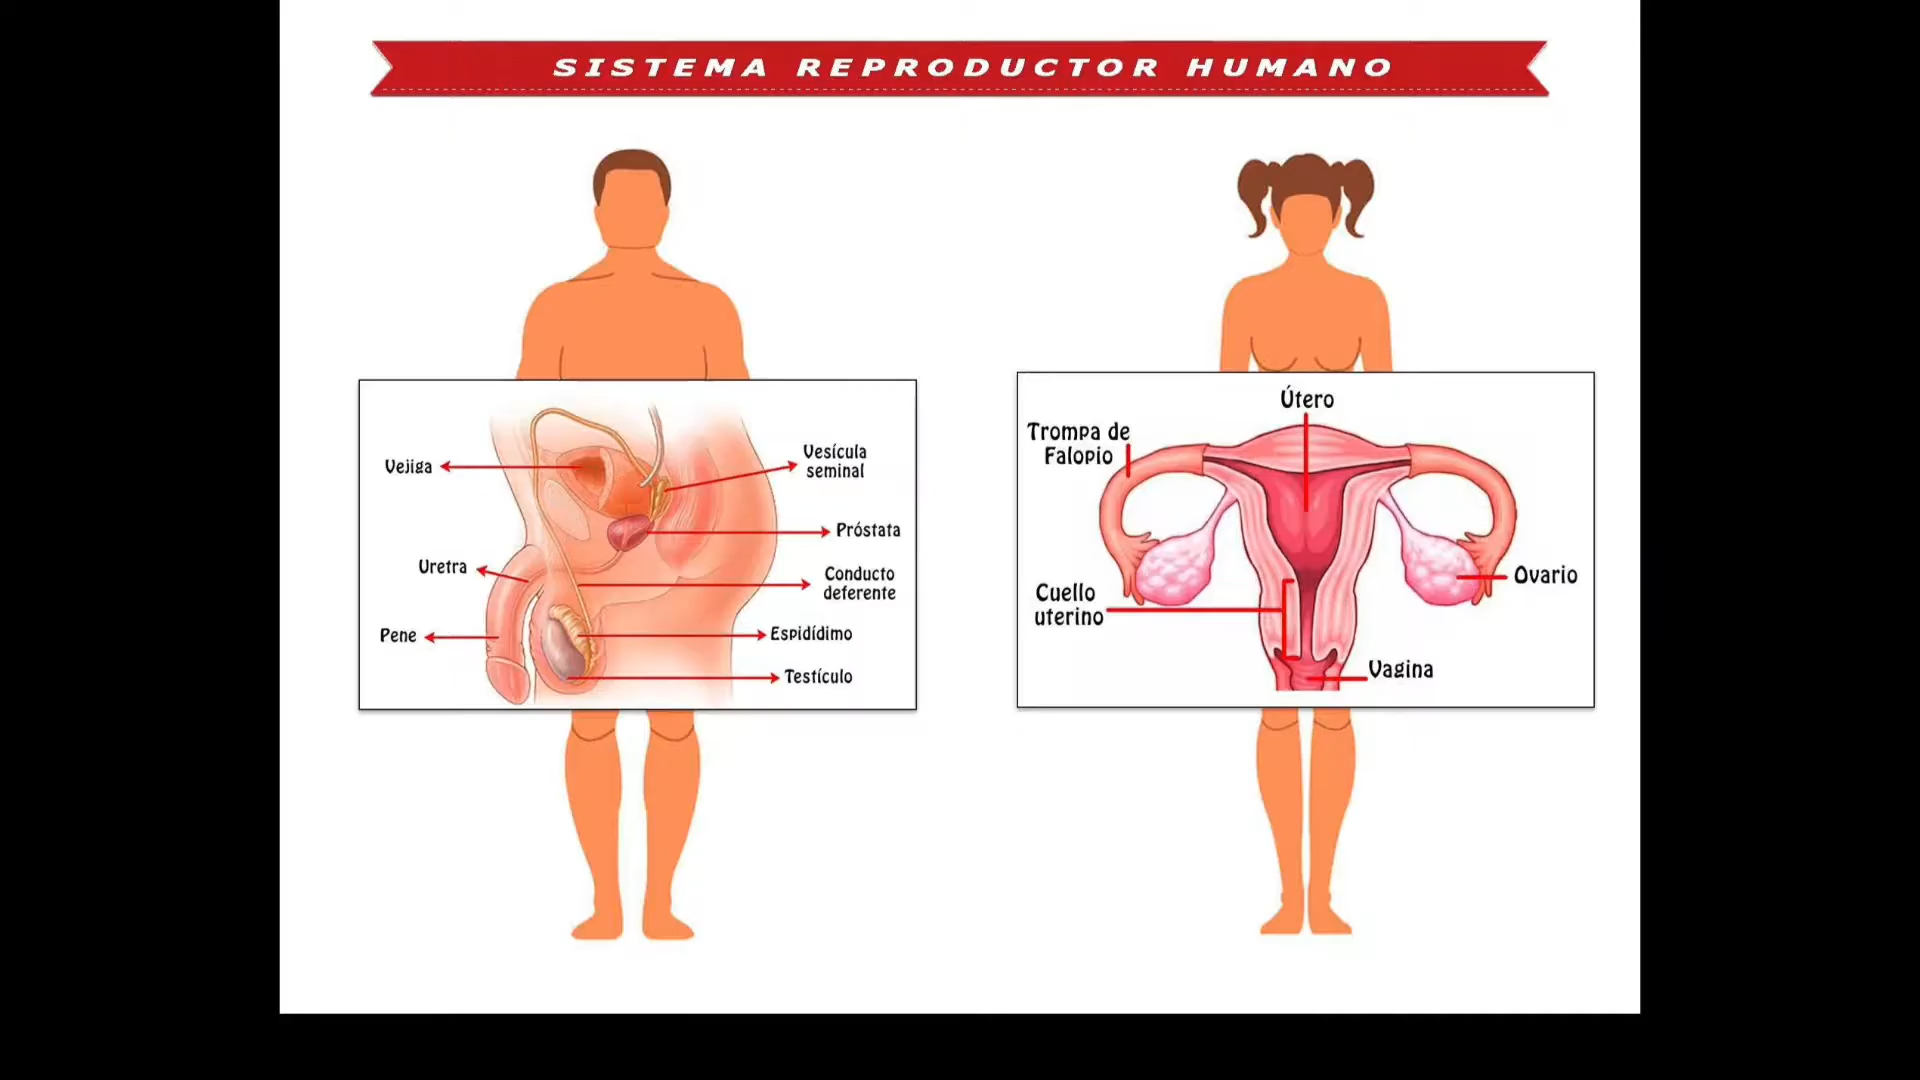 SISTEMA REPRODUCTOR HUMANO
Vejiga
Uretra
Pene
Vesícula
seminal
Próstata
Conducto
deferente
Espidídimo
Testículo
Útero
Trompa de
Falopio
Cuello
uterino
Ovario
Vagina